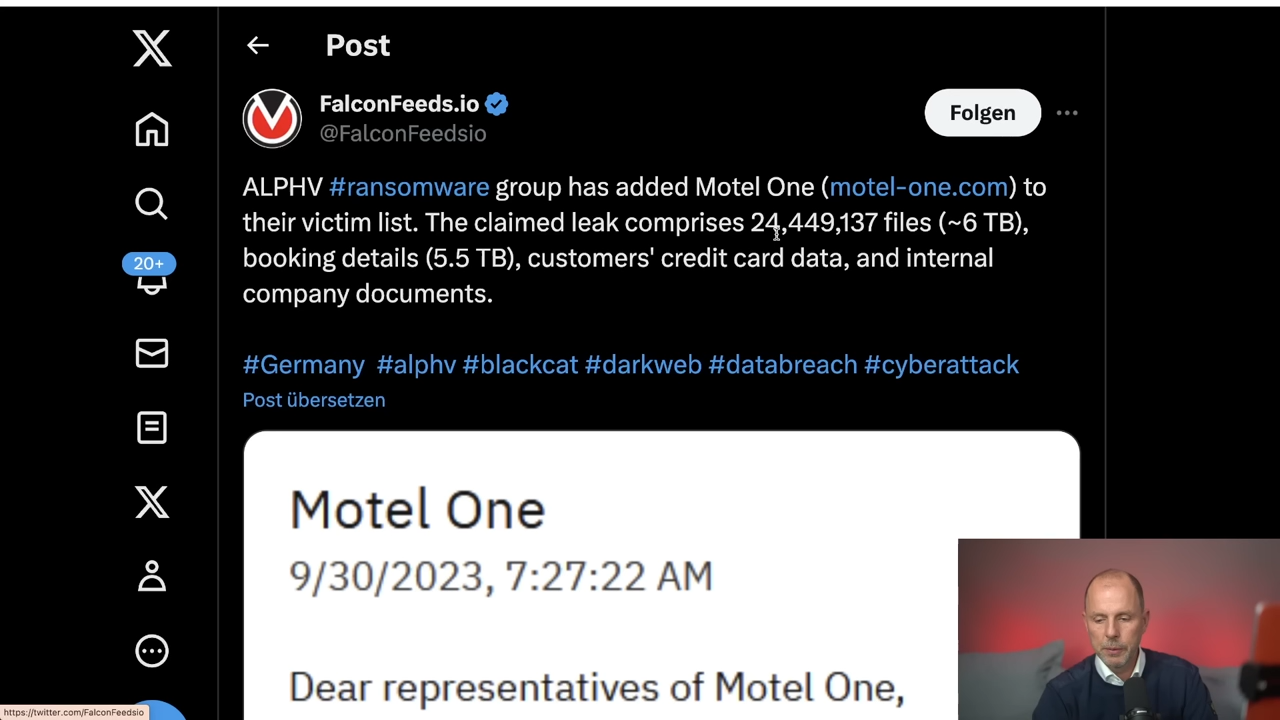 Post
FalconFeeds.io
@FalconFeedsio
Folgen
ALPHV #ransomware group has added Motel One (motel-one.com) to
their victim list. The claimed leak comprises 24,449,137 files (~6 TB),
booking details (5.5 TB), customers' credit card data, and internal
company documents.
20+
#Germany #alphv #blackcat #darkweb #databreach #cyberattack
Post übersetzen
Motel One
9/30/2023, 7:27:22 AM
Dear representatives of Motel One,
https://twitter.com/FalconFeedsio